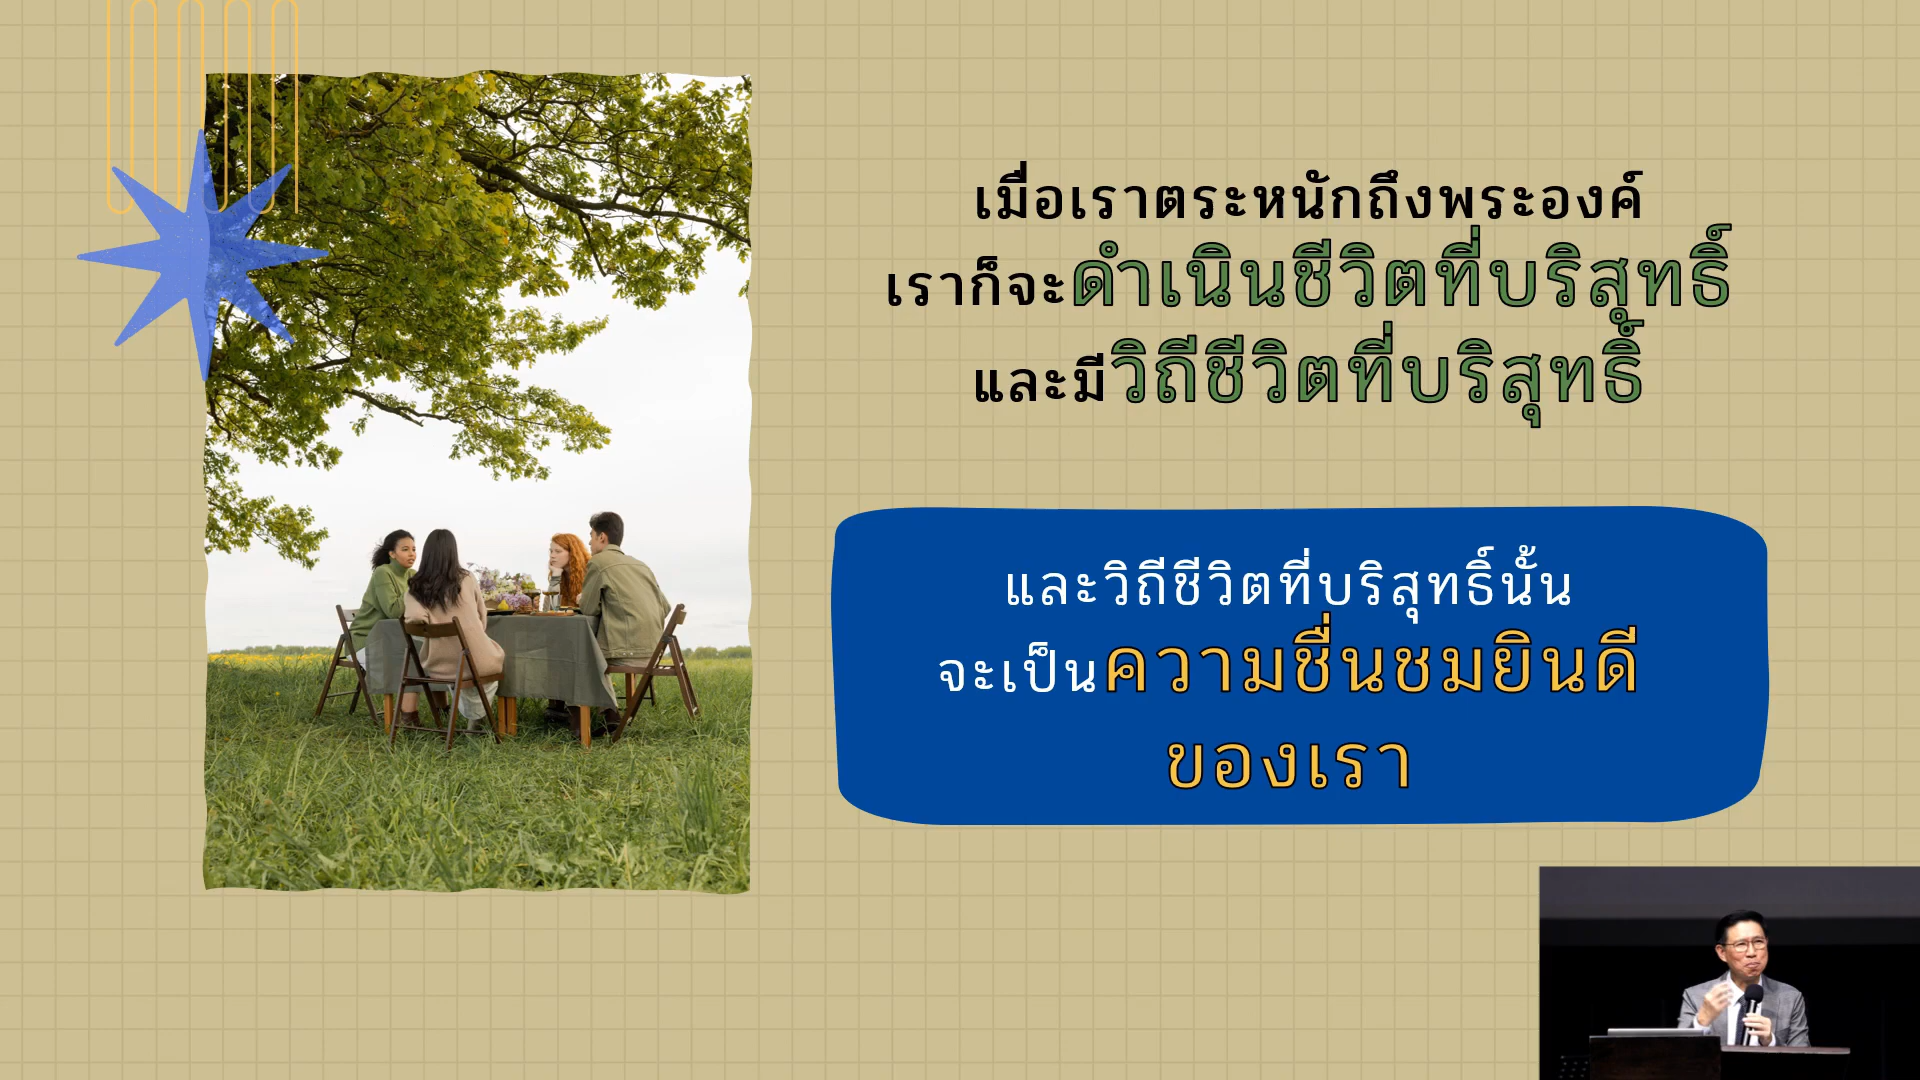 เมื่อเราตระหนักถึงพระองค์
เราก็จะดำเนินชีวิตที่บริสุทธิ์
และมีวิถีชีวิตที่บริสุทธิ์
และวิถีชีวิตที่บริสุทธิ์นั้น
จะเป็นความชื่นชมยินดี
ของเรา